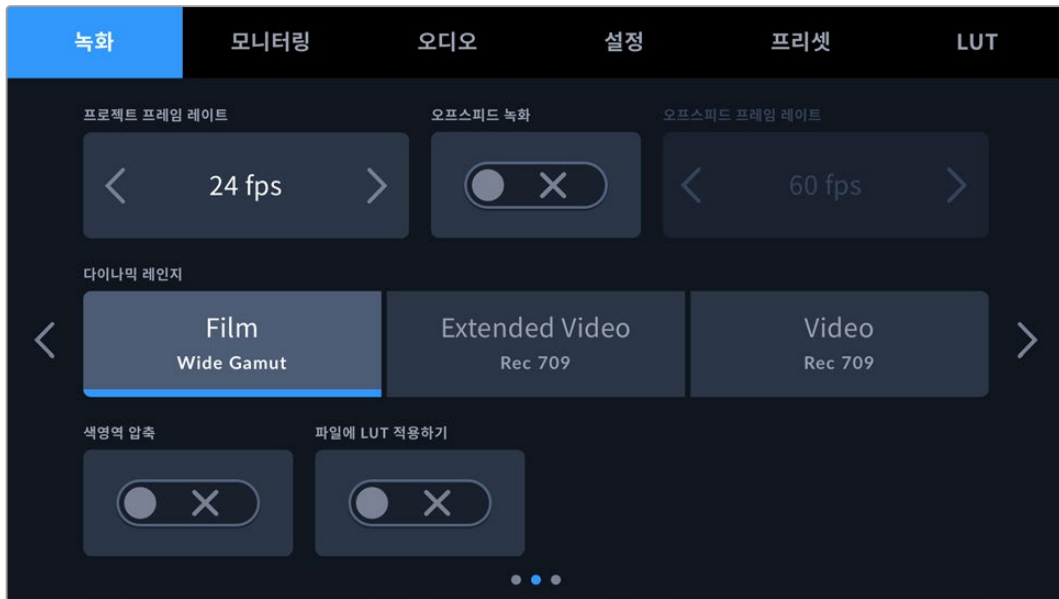 녹화 모니터링 오디오 설정 프리셋 LUT
프로젝트 프레임 레이트 오프스피드 녹화 오프스피드 프레임 레이트
24 fps 60 fps
다이나믹 레인지
Film Extended Video Video
Wide Gamut Rec 709 Rec 709
색영역 압축 파일에 LUT 적용하기